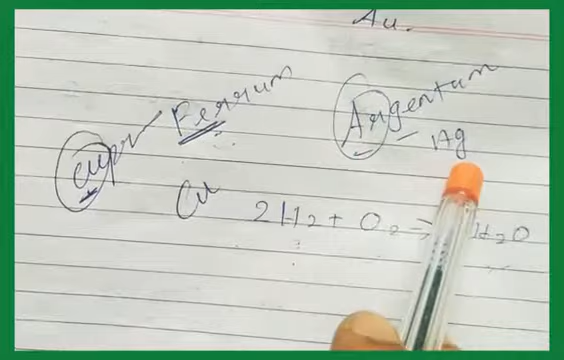 Au.
Ferrum
Argentum
cupr
- Ag
Cu
2H2 + O2 → H2O